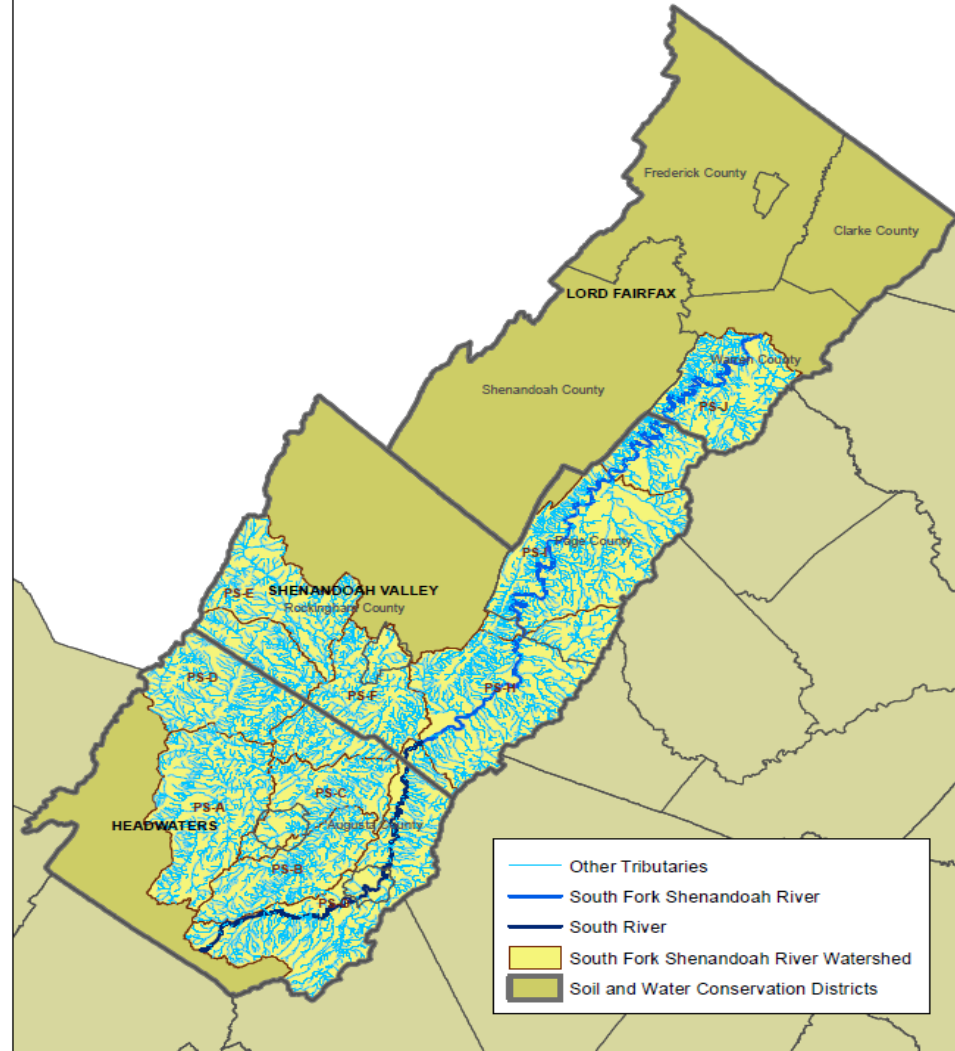 Frederick County
Clarke County
LORD FAIRFAX
Warren County
Shenandoah County
PS-J
Page County
PS-I
PS-E
SHENANDOAH VALLEY
Rockingham County
PS-D
PS-H
PS-F
PS-C
PS-A
HEADWATERS
Augusta County
PS-B
Other Tributaries
South Fork Shenandoah River
South River
South Fork Shenandoah River Watershed
Soil and Water Conservation Districts